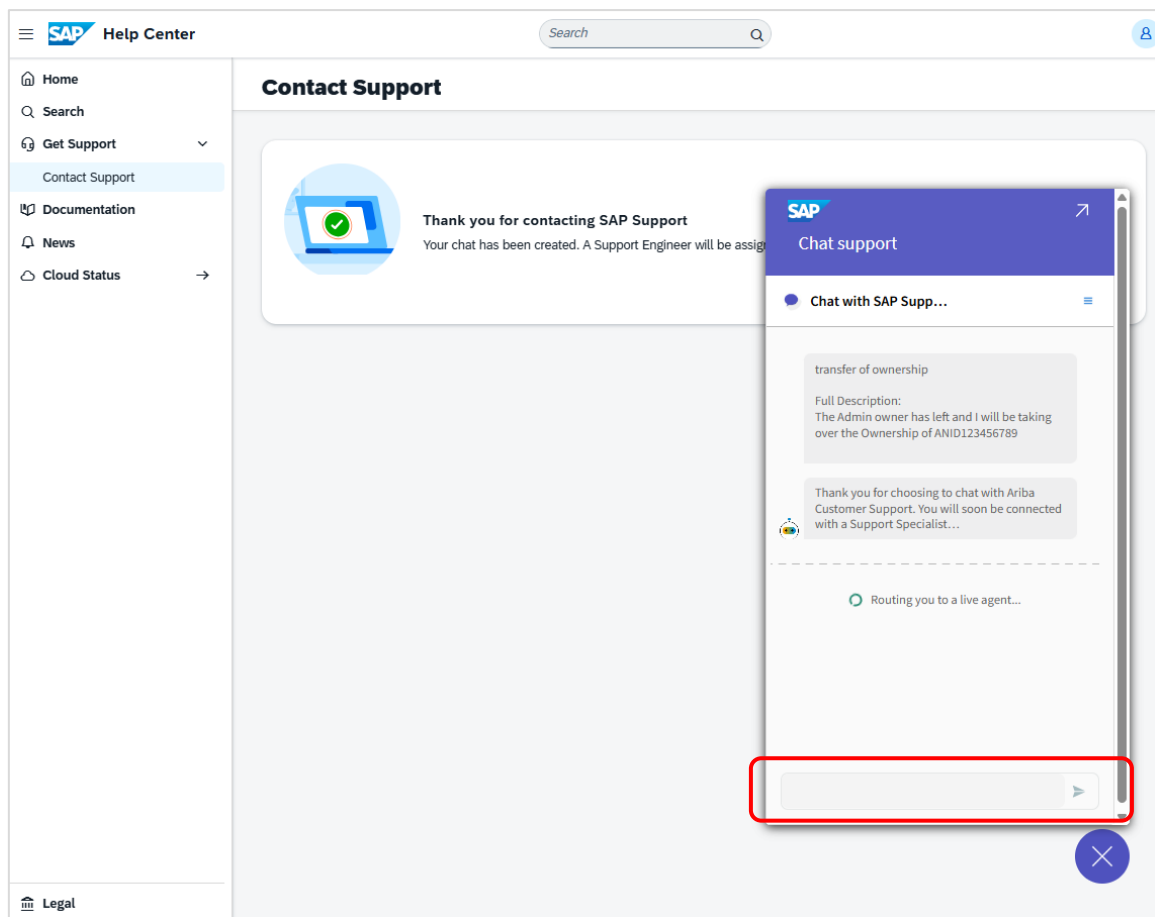 SAP Help Center
Search
Home
Search
Get Support
Contact Support
Documentation
News
Cloud Status
Legal
Contact Support
Thank you for contacting SAP Support
Your chat has been created. A Support Engineer will be
SAP
Chat support
Chat with SAP Supp...
transfer of ownership
Full Description:
The Admin owner has left and I will be taking
over the Ownership of ANID123456789
Thank you for choosing to chat with Ariba
Customer Support. You will soon be connected
with a Support Specialist...
Routing you to a live agent...